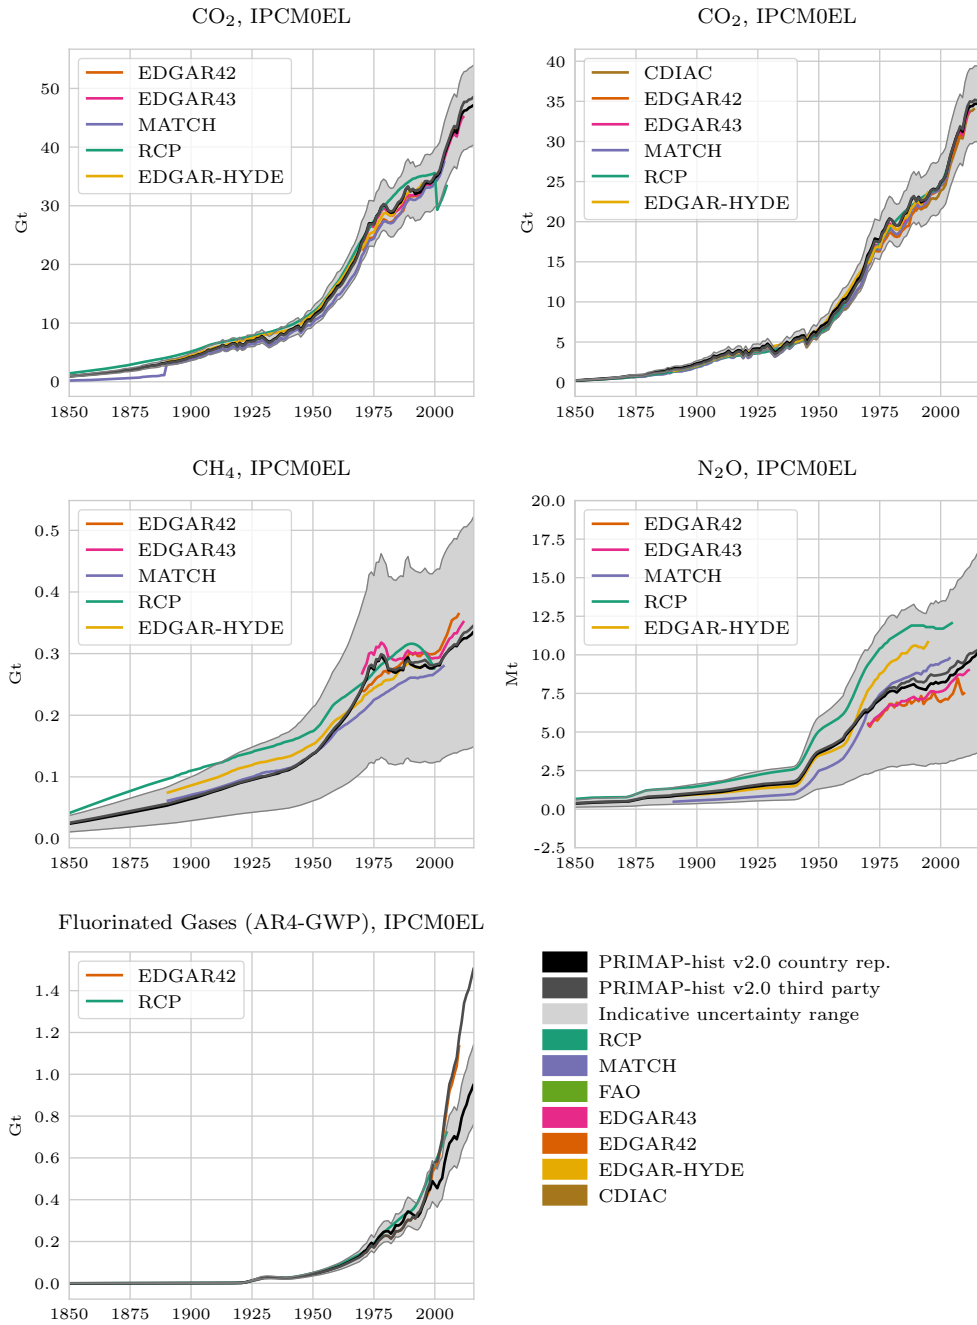 CO₂, IPCM0EL
Gt
50
40
30
20
10
0
EDGAR42
EDGAR43
MATCH
RCP
EDGAR-HYDE
1850 1875 1900 1925 1950 1975 2000
CO₂, IPCM0EL
Gt
40
35
30
25
20
15
10
5
0
CDIAC
EDGAR42
EDGAR43
MATCH
RCP
EDGAR-HYDE
1850 1875 1900 1925 1950 1975 2000
CH₄, IPCM0EL
Gt
0.5
0.4
0.3
0.2
0.1
0.0
EDGAR42
EDGAR43
MATCH
RCP
EDGAR-HYDE
1850 1875 1900 1925 1950 1975 2000
N₂O, IPCM0EL
Mt
20.0
17.5
15.0
12.5
10.0
7.5
5.0
2.5
0.0
-2.5
EDGAR42
EDGAR43
MATCH
RCP
EDGAR-HYDE
1850 1875 1900 1925 1950 1975 2000
Fluorinated Gases (AR4-GWP), IPCM0EL
Gt
1.4
1.2
1.0
0.8
0.6
0.4
0.2
0.0
EDGAR42
RCP
1850 1875 1900 1925 1950 1975 2000
PRIMAP-hist v2.0 country rep.
PRIMAP-hist v2.0 third party
Indicative uncertainty range
RCP
MATCH
FAO
EDGAR43
EDGAR42
EDGAR-HYDE
CDIAC